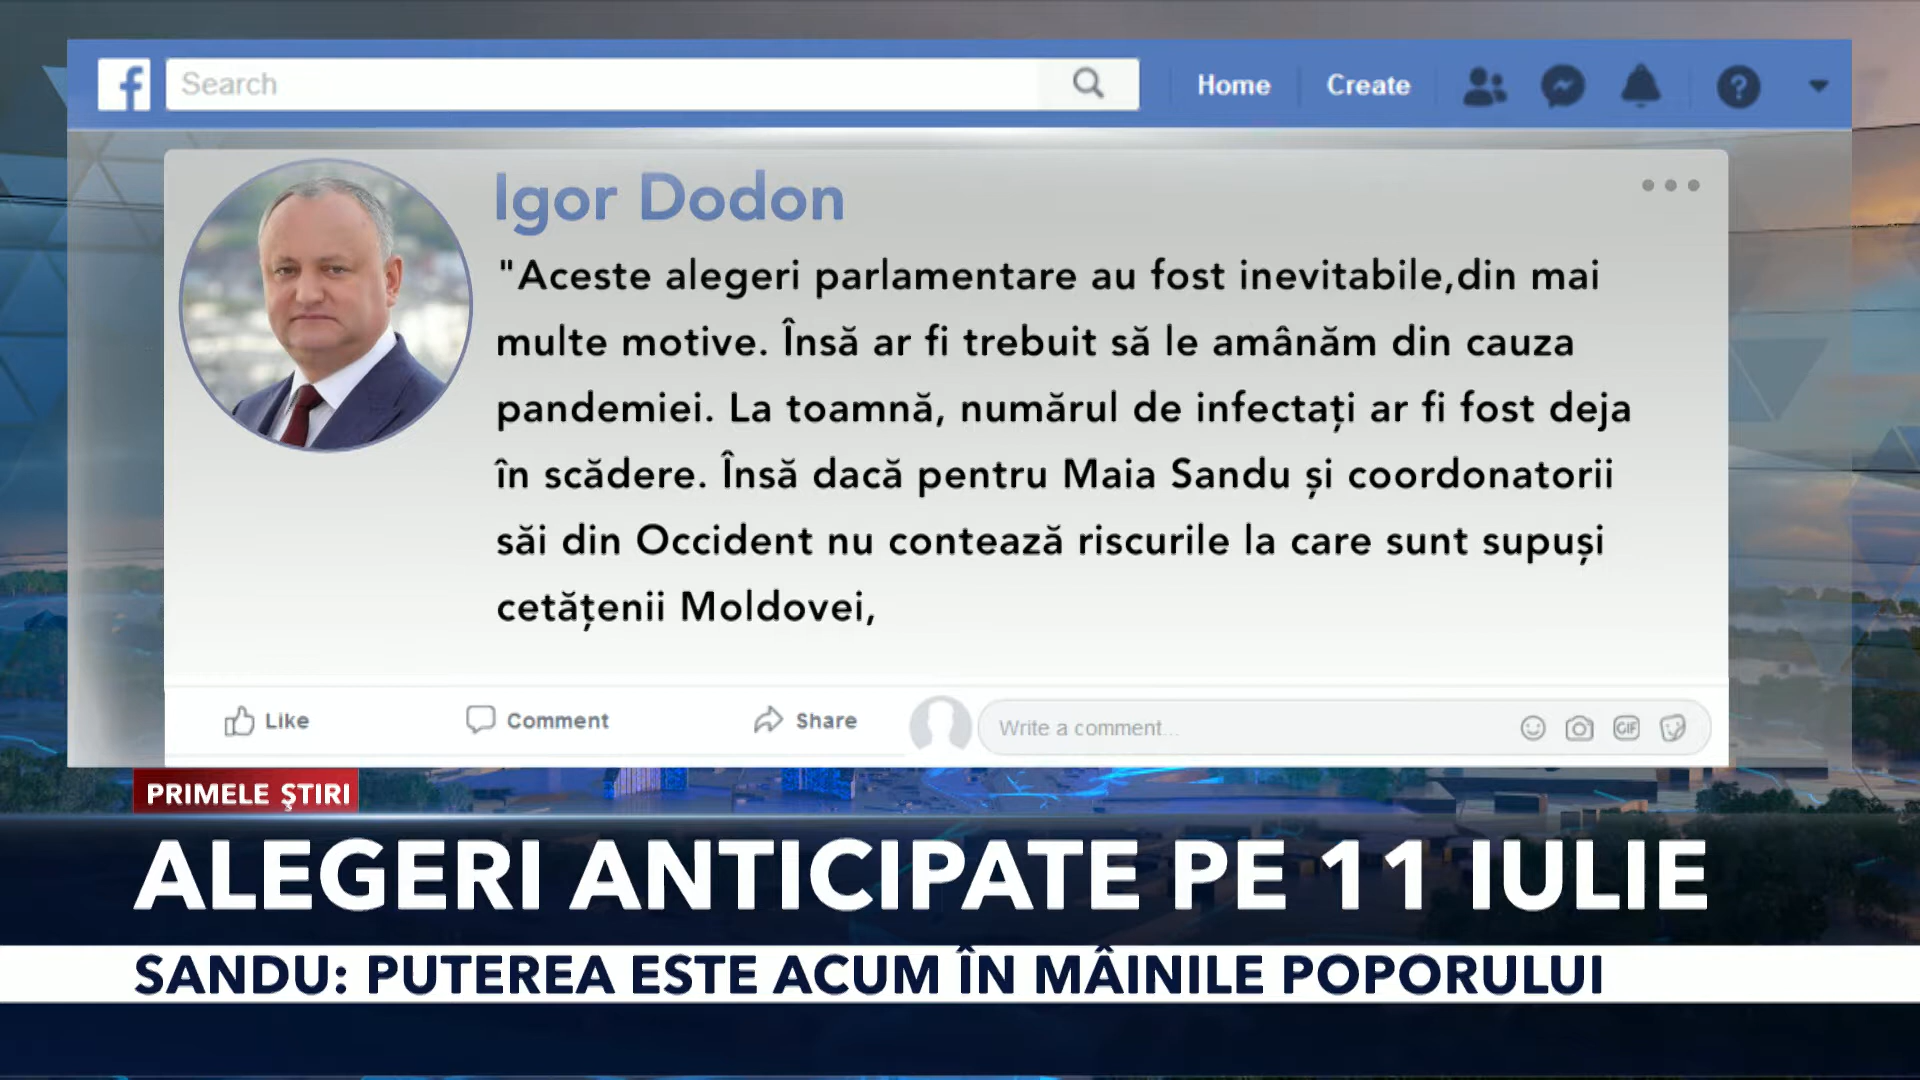 f
Search
Home
Create
?
Igor Dodon
"Aceste alegeri parlamentare au fost inevitabile,din mai
multe motive. Însă ar fi trebuit să le amânăm din cauza
pandemiei. La toamnă, numărul de infectați ar fi fost deja
în scădere. Însă dacă pentru Maia Sandu și coordonatorii
săi din Occident nu contează riscurile la care sunt supuși
cetățenii Moldovei,
Like
Comment
Share
Write a comment...
GIF
PRIMELE ŞTIRI
ALEGERI ANTICIPATE PE 11 IULIE
SANDU: PUTEREA ESTE ACUM ÎN MÂINILE POPORULUI